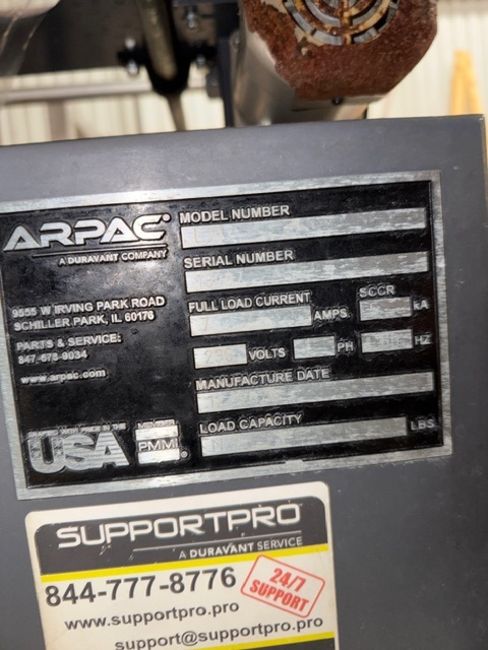 ARPAC
A DURAVANT COMPANY
9555 W IRVING PARK ROAD
SCHILLER PARK, IL 60176
PARTS & SERVICE:
847-678-9034
www.arpac.com
USA
MEMBER
PMMI
MODEL NUMBER
SERIAL NUMBER
FULL LOAD CURRENT
AMPS.
SCCR
kA
VOLTS
PH
HZ
MANUFACTURE DATE
LOAD CAPACITY
LBS
SUPPORTPRO
A DURAVANT SERVICE
844-777-8776
24/7
SUPPORT
www.supportpro.pro
support@supportpro.pro